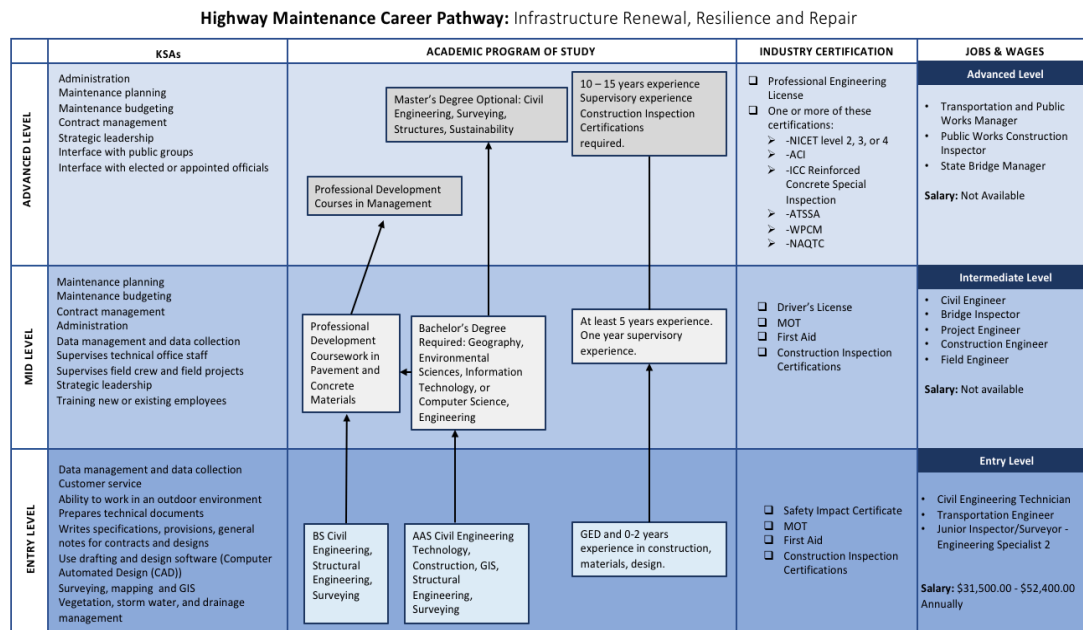 Highway Maintenance Career Pathway: Infrastructure Renewal, Resilience and Repair
KSAs
ACADEMIC PROGRAM OF STUDY
INDUSTRY CERTIFICATION
JOBS & WAGES
ADVANCED LEVEL
Administration
Maintenance planning
Maintenance budgeting
Contract management
Strategic leadership
Interface with public groups
Interface with elected or appointed officials
Master's Degree Optional: Civil
Engineering, Surveying,
Structures, Sustainability
10 – 15 years experience
Supervisory experience
Construction Inspection
Certifications
required.
Professional Development
Courses in Management
❑ Professional Engineering
License
❑ One or more of these
certifications:
➢ -NICET level 2, 3, or 4
➢ -ACI
➢ -ICC Reinforced
Concrete Special
Inspection
➢ -ATSSA
➢ -WPCM
➢ -NAQTC
Advanced Level
• Transportation and Public
Works Manager
• Public Works Construction
Inspector
• State Bridge Manager
Salary: Not Available
MID LEVEL
Maintenance planning
Maintenance budgeting
Contract management
Administration
Data management and data collection
Supervises technical office staff
Supervises field crew and field projects
Strategic leadership
Training new or existing employees
Professional
Development
Coursework in
Pavement and
Concrete
Materials
Bachelor's Degree
Required: Geography,
Environmental
Sciences, Information
Technology, or
Computer Science,
Engineering
At least 5 years experience.
One year supervisory
experience.
❑ Driver's License
❑ MOT
❑ First Aid
❑ Construction Inspection
Certifications
Intermediate Level
• Civil Engineer
• Bridge Inspector
• Project Engineer
• Construction Engineer
• Field Engineer
Salary: Not available
ENTRY LEVEL
Data management and data collection
Customer service
Ability to work in an outdoor environment
Prepares technical documents
Writes specifications, provisions, general
notes for contracts and designs
Use drafting and design software (Computer
Automated Design (CAD))
Surveying, mapping and GIS
Vegetation, storm water, and drainage
management
BS Civil
Engineering,
Structural
Engineering,
Surveying
AAS Civil Engineering
Technology,
Construction, GIS,
Structural
Engineering,
Surveying
GED and 0-2 years
experience in construction,
materials, design.
❑ Safety Impact Certificate
❑ MOT
❑ First Aid
❑ Construction Inspection
Certifications
Entry Level
• Civil Engineering Technician
• Transportation Engineer
• Junior Inspector/Surveyor -
Engineering Specialist 2
Salary: $31,500.00 - $52,400.00
Annually